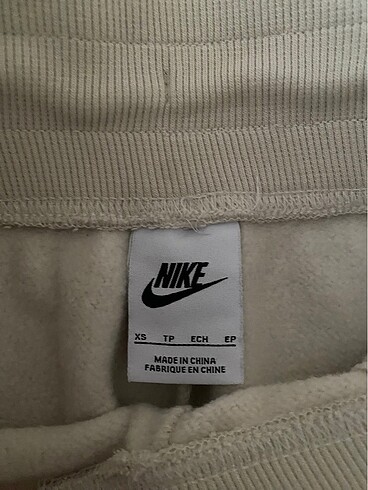 NIKE
XS TP ECH EP
MADE IN CHINA
FABRIQUE EN CHINE